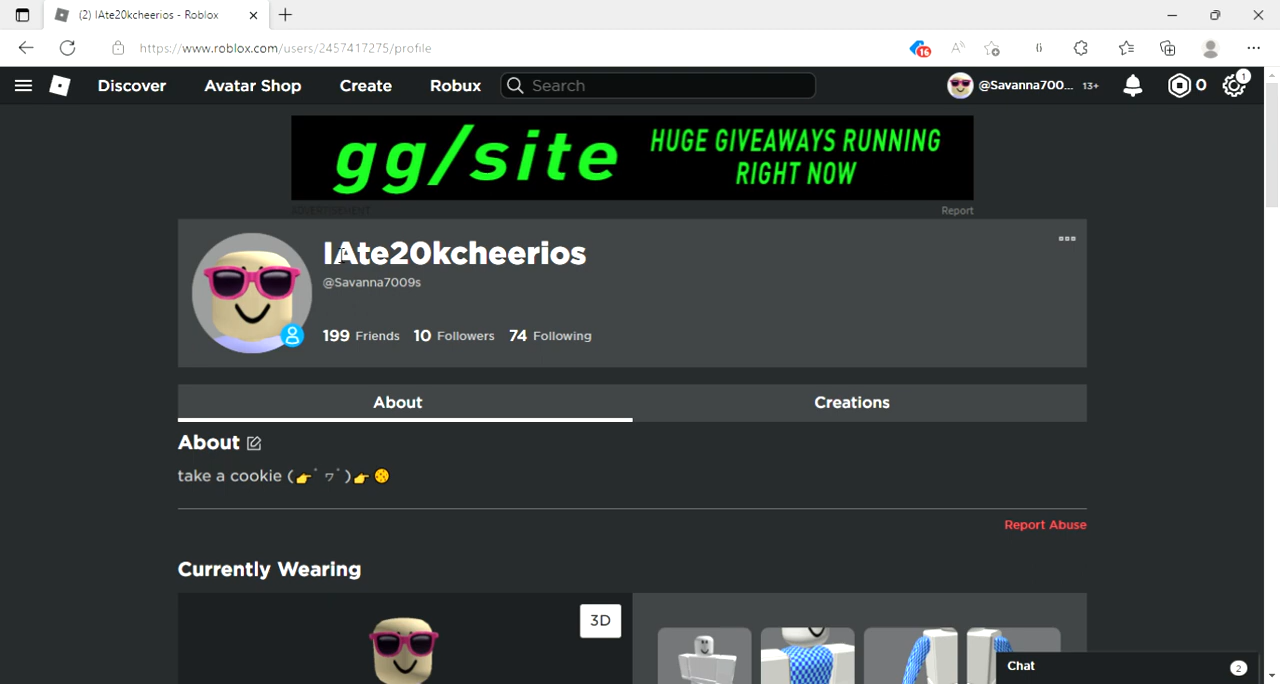 (2) IAte20kcheerios - Roblox
https://www.roblox.com/users/2457417275/profile
16
Discover Avatar Shop Create Robux Search @Savanna700... 13+ 0 1
gg/site HUGE GIVEAWAYS RUNNING
RIGHT NOW
ADVERTISEMENT Report
IAte20kcheerios
@Savanna7009s
199 Friends 10 Followers 74 Following
About Creations
About
take a cookie (👉ﾟヮﾟ)👉🍪
Report Abuse
Currently Wearing
3D
Chat 2